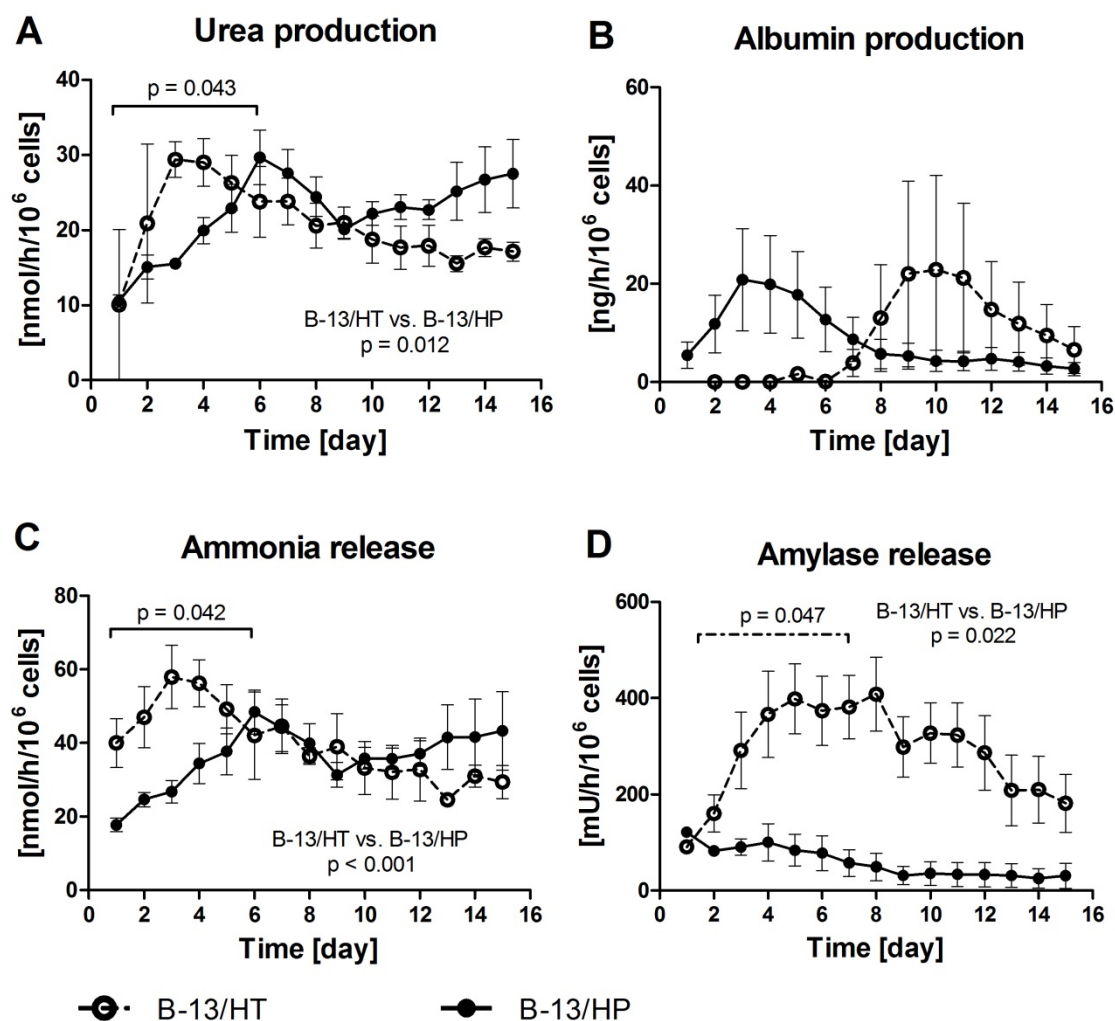 A
Urea production
p = 0.043
40
30
20
10
0
[nmol/h/10⁶ cells]
B-13/HT vs. B-13/HP
p = 0.012
0 2 4 6 8 10 12 14 16
Time [day]
B
Albumin production
60
40
20
0
[ng/h/10⁶ cells]
0 2 4 6 8 10 12 14 16
Time [day]
C
Ammonia release
p = 0.042
80
60
40
20
0
[nmol/h/10⁶ cells]
B-13/HT vs. B-13/HP
p < 0.001
0 2 4 6 8 10 12 14 16
Time [day]
D
Amylase release
p = 0.047
B-13/HT vs. B-13/HP
p = 0.022
600
400
200
0
[mU/h/10⁶ cells]
0 2 4 6 8 10 12 14 16
Time [day]
B-13/HT
B-13/HP